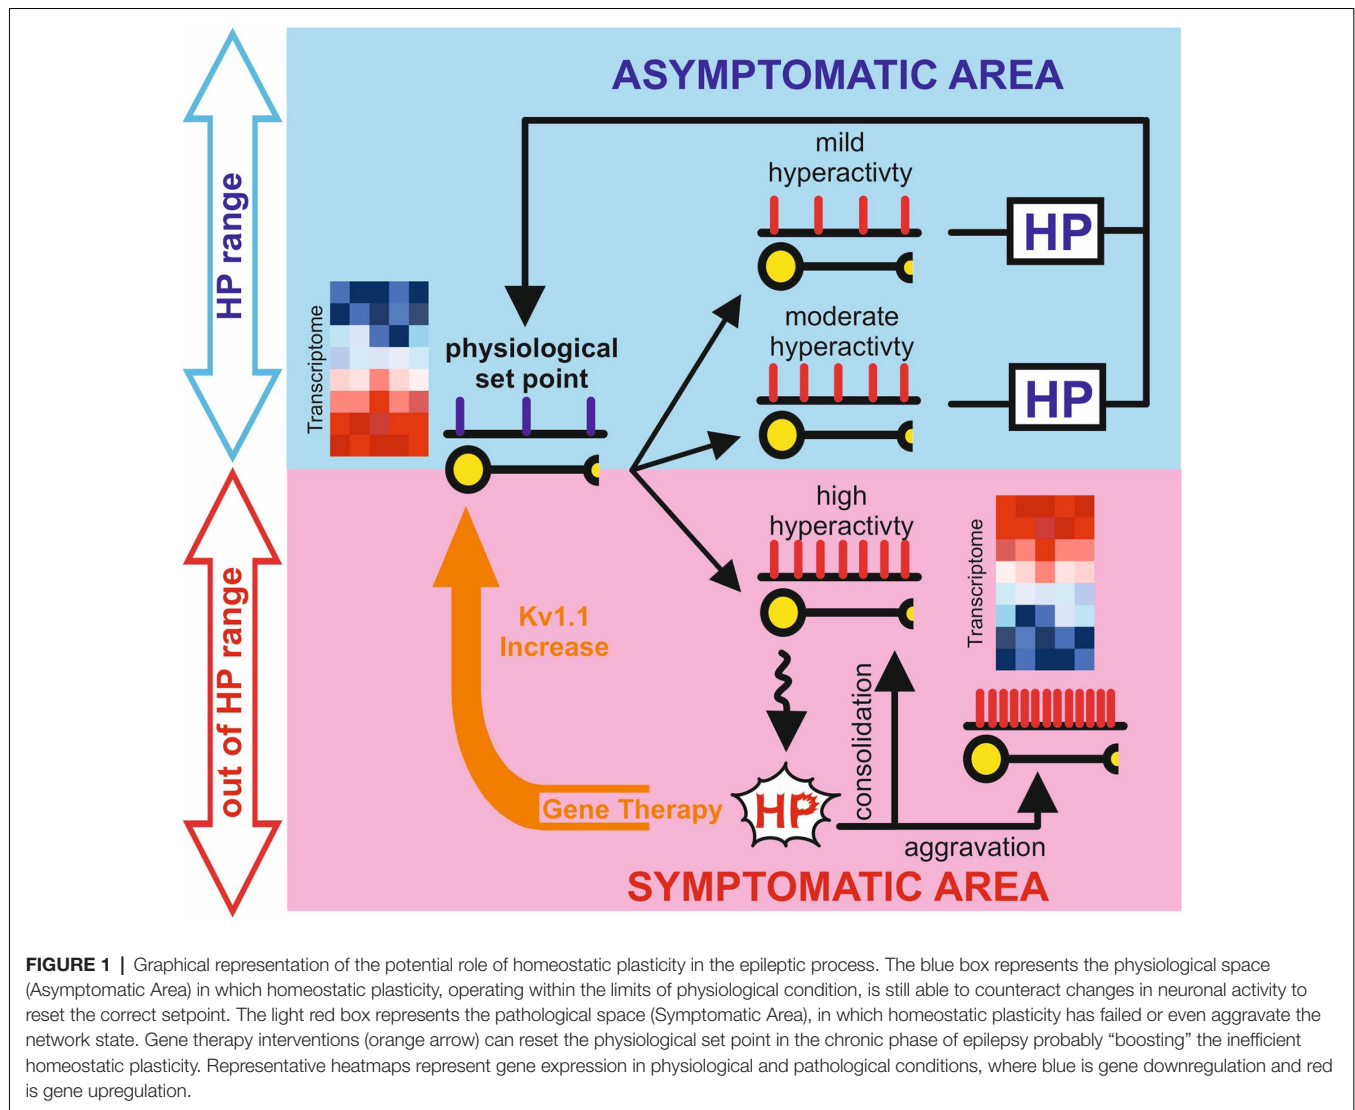 ASYMPTOMATIC AREA
HP range
mild
hyperactivty
HP
Transcriptome
physiological
set point
moderate
hyperactivty
HP
out of HP range
high
hyperactivty
Transcriptome
Kv1.1
Increase
consolidation
Gene Therapy
HP
aggravation
SYMPTOMATIC AREA
FIGURE 1 | Graphical representation of the potential role of homeostatic plasticity in the epileptic process. The blue box represents the physiological space
(Asymptomatic Area) in which homeostatic plasticity, operating within the limits of physiological condition, is still able to counteract changes in neuronal activity to
reset the correct setpoint. The light red box represents the pathological space (Symptomatic Area), in which homeostatic plasticity has failed or even aggravate the
network state. Gene therapy interventions (orange arrow) can reset the physiological set point in the chronic phase of epilepsy probably “boosting” the inefficient
homeostatic plasticity. Representative heatmaps represent gene expression in physiological and pathological conditions, where blue is gene downregulation and red
is gene upregulation.